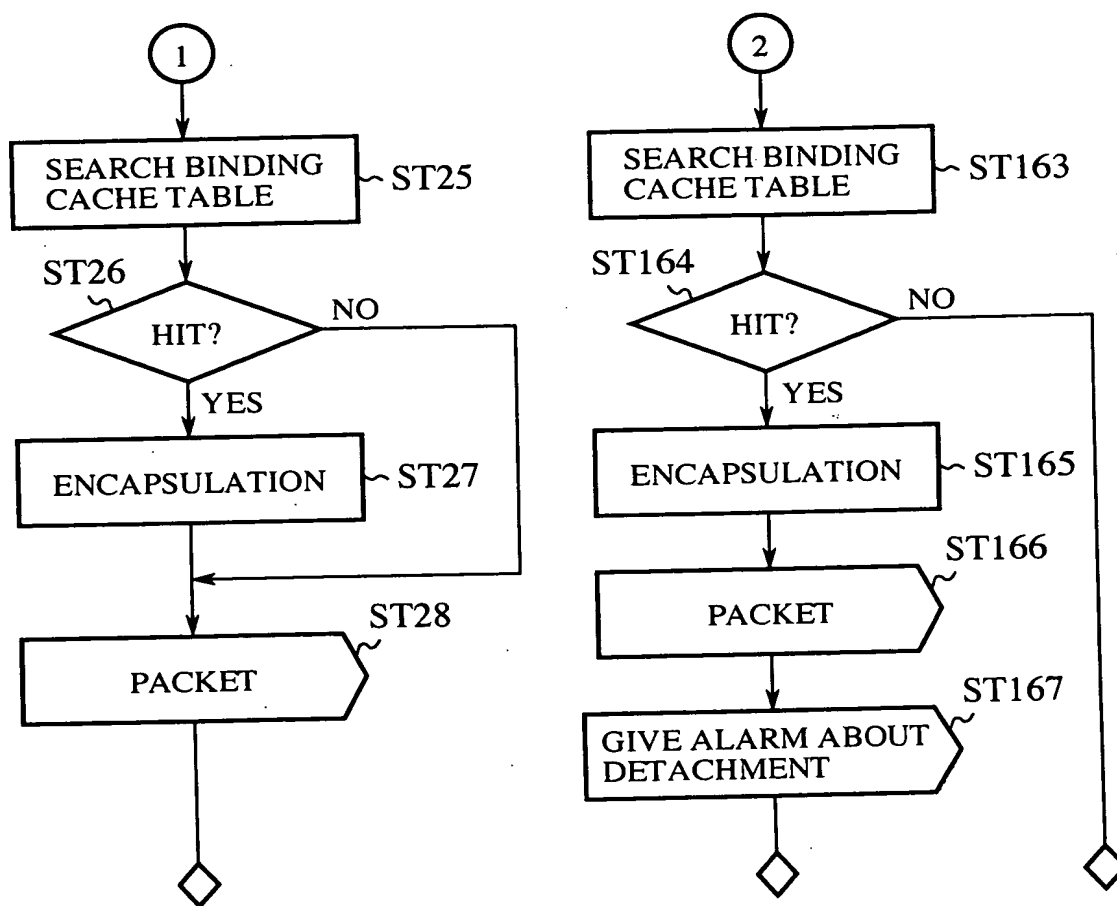 1
SEARCH BINDING
CACHE TABLE
ST25
ST26
HIT?
NO
YES
ENCAPSULATION
ST27
ST28
PACKET
2
SEARCH BINDING
CACHE TABLE
ST163
ST164
HIT?
NO
YES
ENCAPSULATION
ST165
ST166
PACKET
ST167
GIVE ALARM ABOUT
DETACHMENT